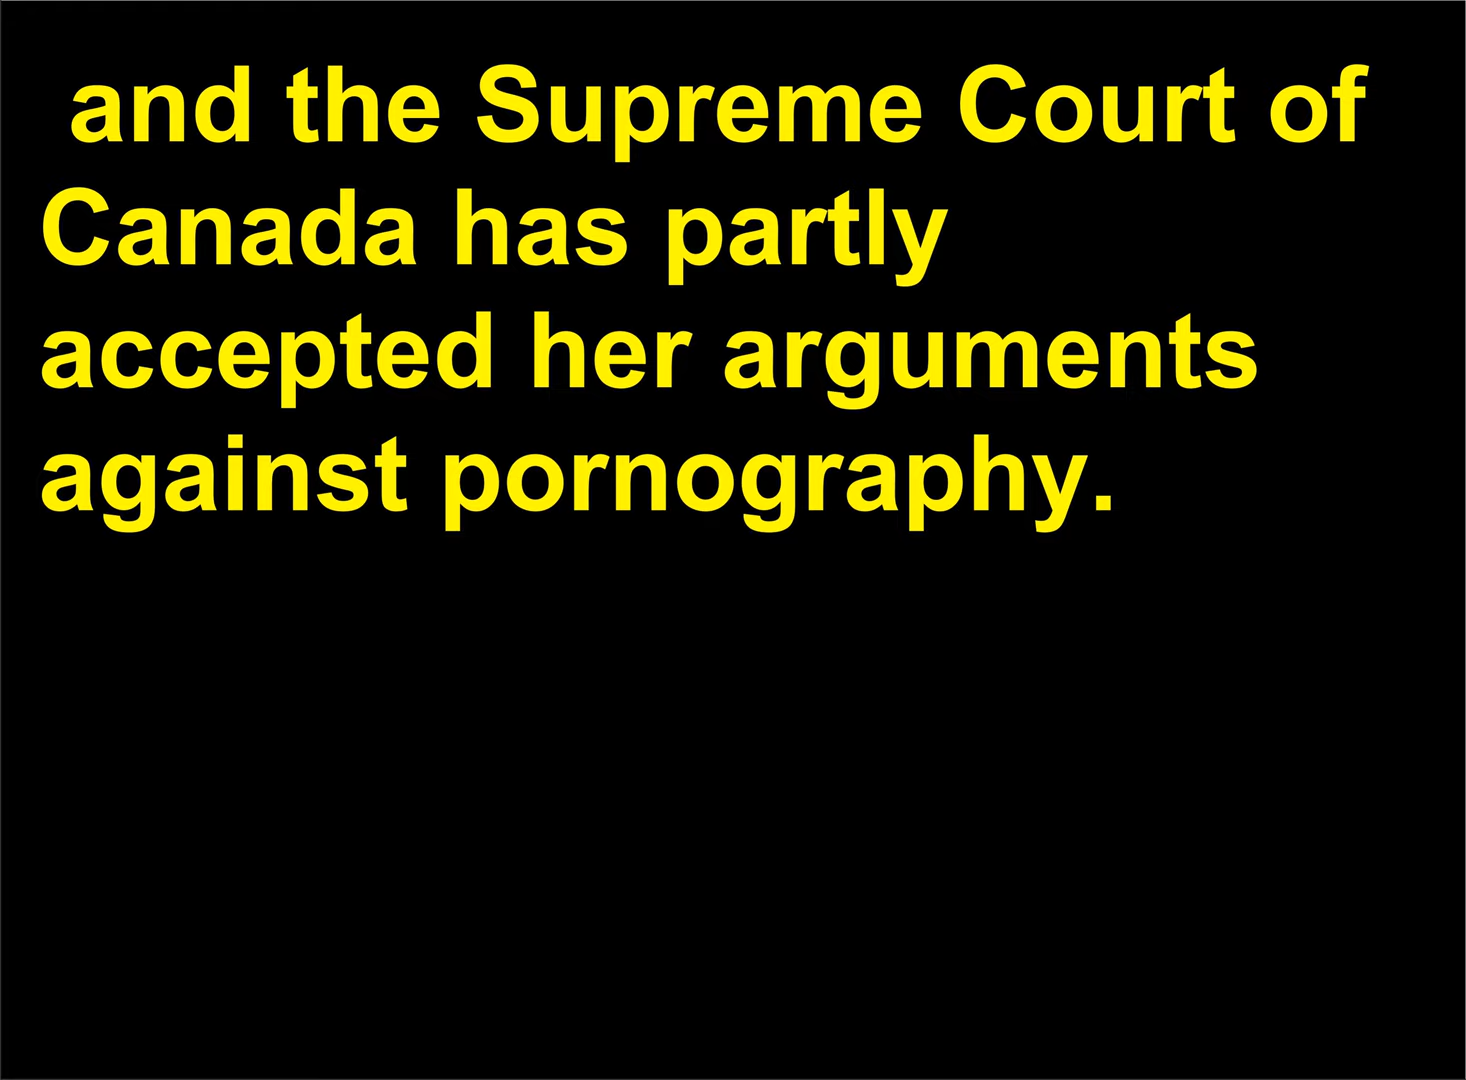 and the Supreme Court of
Canada has partly
accepted her arguments
against pornography.